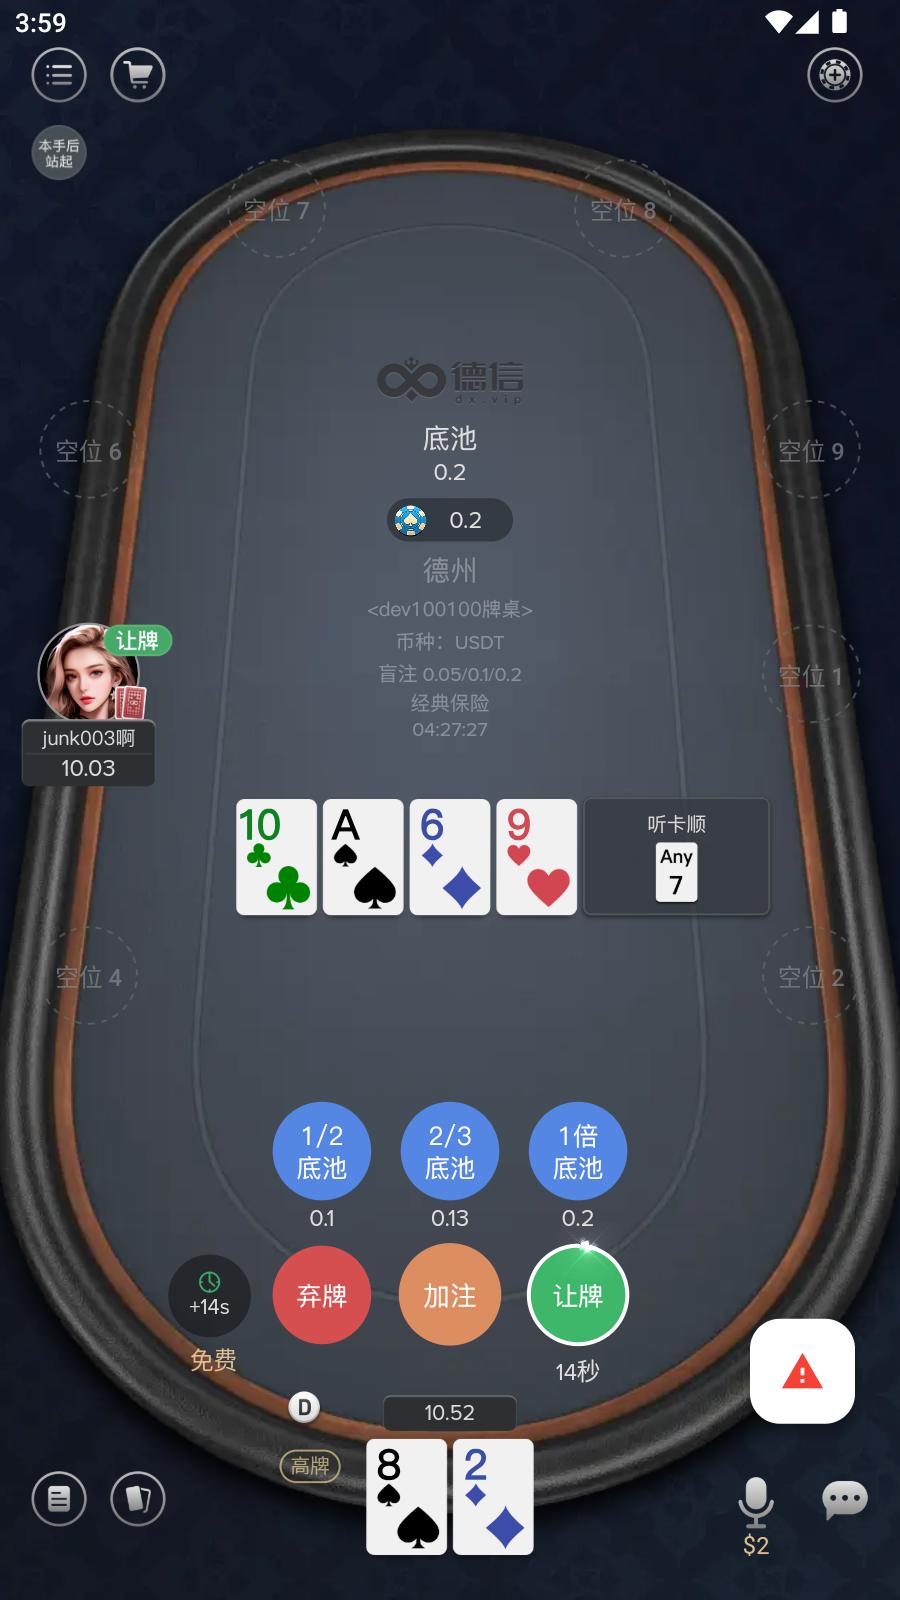 3:59
本手后
站起
空位 7
空位 8
德信
dx.vip
底池
0.2
空位 6
空位 9
0.2
德州
<dev100100牌桌>
币种：USDT
让牌
盲注 0.05/0.1/0.2
空位 1
经典保险
04:27:27
junk003啊
10.03
10
A
6
9
听卡顺
Any
7
空位 4
空位 2
1/2
底池
2/3
底池
1倍
底池
0.1
0.13
0.2
+14s
弃牌
加注
让牌
免费
14秒
D
10.52
高牌
8
2
$2